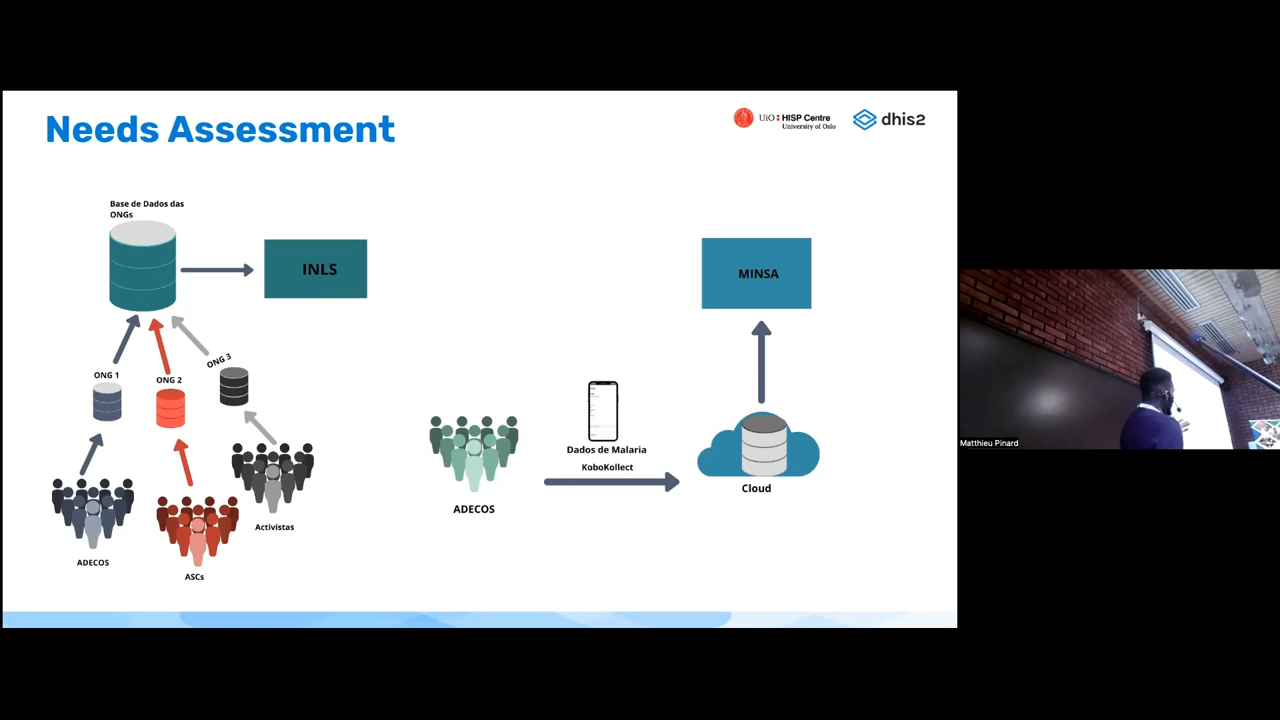 Needs Assessment
UiO HISP Centre
University of Oslo
dhis2
Base de Dados das
ONGs
INLS
MINSA
ONG 1
ONG 2
ONG 3
Dados de Malaria
KoboKollect
Cloud
ADECOS
Activistas
ADECOS
ASCs
Matthieu Pinard